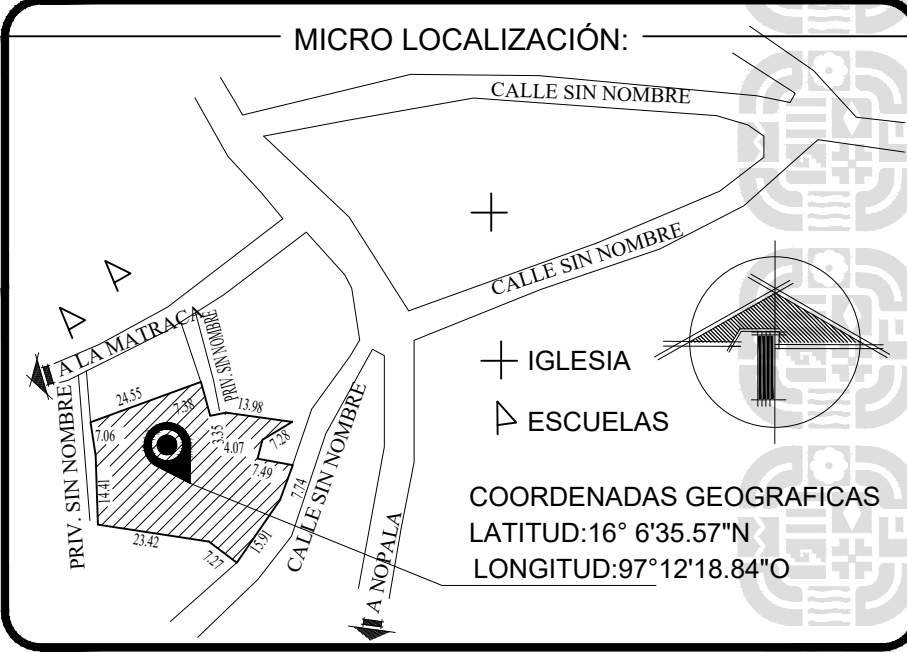 MICRO LOCALIZACIÓN:
CALLE SIN NOMBRE
CALLE SIN NOMBRE
A LA MATRACA
PRIV. SIN NOMBRE
PRIV. SIN NOMBRE
CALLE SIN NOMBRE
A NOPALA
24.55
7.38
13.98
7.06
3.35
4.07
7.28
7.49
14.41
7.74
23.42
7.27
15.91
IGLESIA
ESCUELAS
COORDENADAS GEOGRAFICAS
LATITUD:16° 6'35.57"N
LONGITUD:97°12'18.84"O